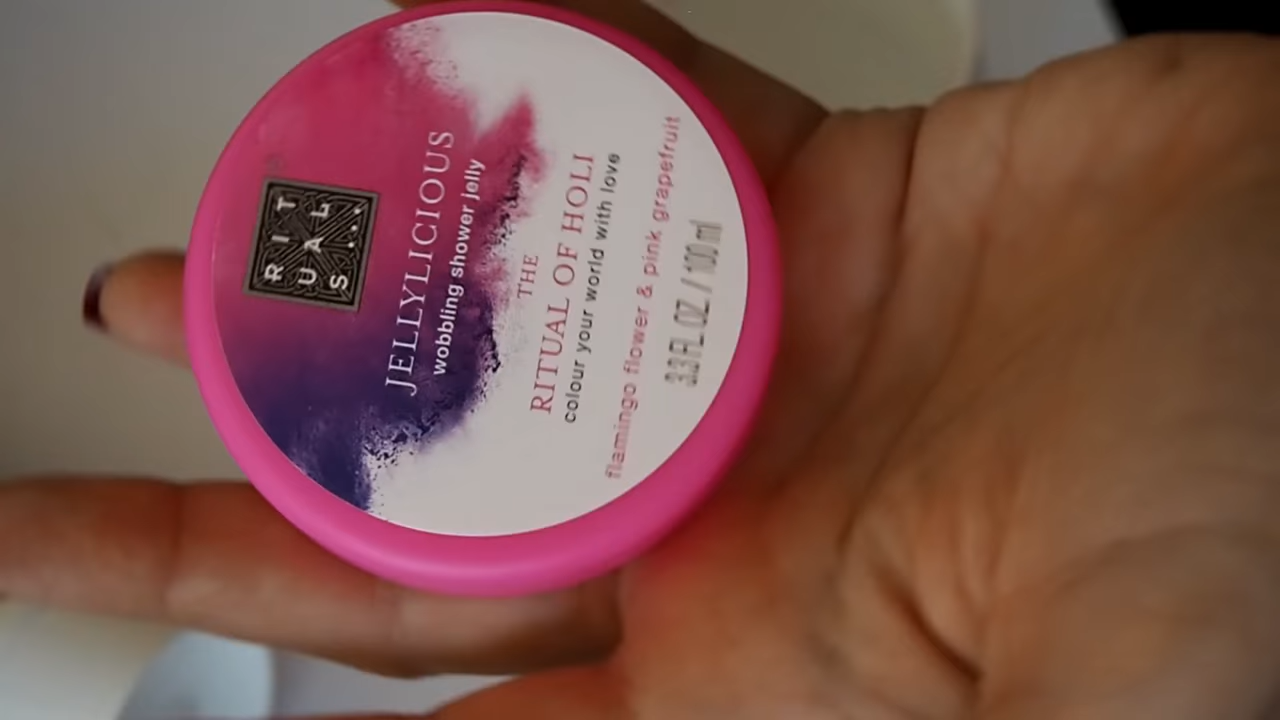 RIT
UAL
S...
JELLYLICIOUS
wobbling shower jelly
THE
RITUAL OF HOLI
colour your world with love
flamingo flower & pink grapefruit
3.3 FL OZ / 100 ml